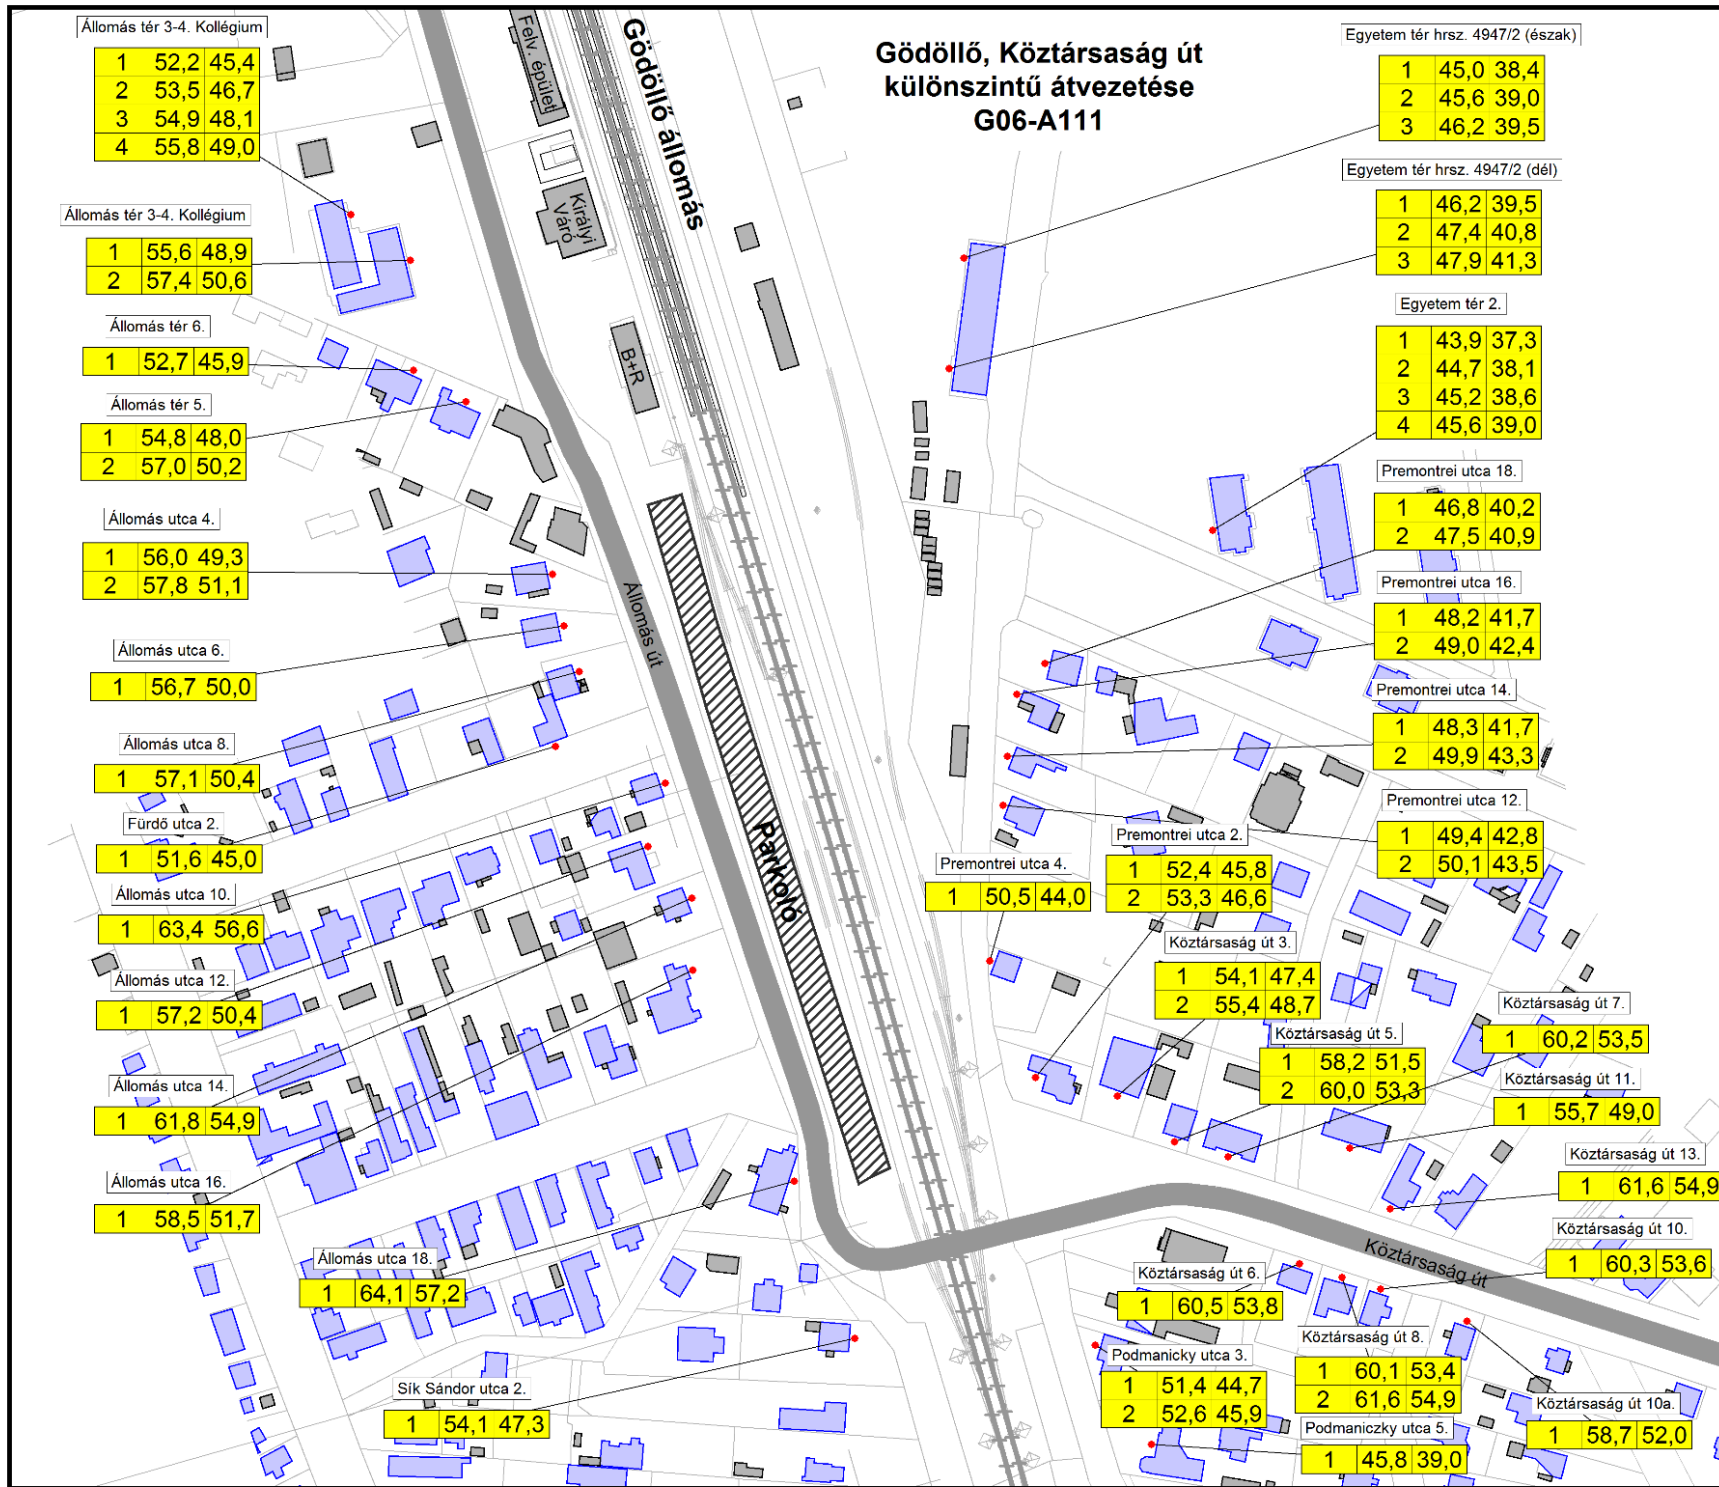 Gödöllő, Köztársaság út
különszintű átvezetése
G06-A111
Állomás tér 3-4. Kollégium
1 52,2 45,4
2 53,5 46,7
3 54,9 48,1
4 55,8 49,0
Állomás tér 3-4. Kollégium
1 55,6 48,9
2 57,4 50,6
Állomás tér 6.
1 52,7 45,9
Állomás tér 5.
1 54,8 48,0
2 57,0 50,2
Állomás utca 4.
1 56,0 49,3
2 57,8 51,1
Állomás utca 6.
1 56,7 50,0
Állomás utca 8.
1 57,1 50,4
Fürdő utca 2.
1 51,6 45,0
Állomás utca 10.
1 63,4 56,6
Állomás utca 12.
1 57,2 50,4
Állomás utca 14.
1 61,8 54,9
Állomás utca 16.
1 58,5 51,7
Állomás utca 18.
1 64,1 57,2
Sík Sándor utca 2.
1 54,1 47,3
Felv. épület
Gödöllő állomás
Királyi
Váró
B+R
Állomás út
Parkoló
Köztársaság út
Egyetem tér hrsz. 4947/2 (észak)
1 45,0 38,4
2 45,6 39,0
3 46,2 39,5
Egyetem tér hrsz. 4947/2 (dél)
1 46,2 39,5
2 47,4 40,8
3 47,9 41,3
Egyetem tér 2.
1 43,9 37,3
2 44,7 38,1
3 45,2 38,6
4 45,6 39,0
Premontrei utca 18.
1 46,8 40,2
2 47,5 40,9
Premontrei utca 16.
1 48,2 41,7
2 49,0 42,4
Premontrei utca 14.
1 48,3 41,7
2 49,9 43,3
Premontrei utca 12.
1 49,4 42,8
2 50,1 43,5
Premontrei utca 2.
1 52,4 45,8
2 53,3 46,6
Premontrei utca 4.
1 50,5 44,0
Köztársaság út 3.
1 54,1 47,4
2 55,4 48,7
Köztársaság út 7.
1 60,2 53,5
Köztársaság út 5.
1 58,2 51,5
2 60,0 53,3
Köztársaság út 11.
1 55,7 49,0
Köztársaság út 13.
1 61,6 54,9
Köztársaság út 10.
1 60,3 53,6
Köztársaság út 6.
1 60,5 53,8
Köztársaság út 8.
1 60,1 53,4
2 61,6 54,9
Podmanicky utca 3.
1 51,4 44,7
2 52,6 45,9
Köztársaság út 10a.
1 58,7 52,0
Podmaniczky utca 5.
1 45,8 39,0